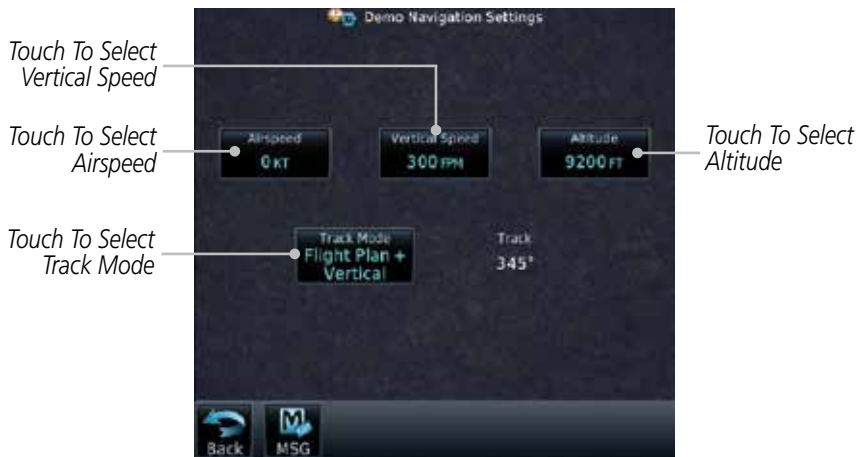 Demo Navigation Settings
Touch To Select
Vertical Speed
Touch To Select
Airspeed
Airspeed
0 KT
Vertical Speed
300 FPM
Altitude
9200 FT
Touch To Select
Altitude
Touch To Select
Track Mode
Track Mode
Flight Plan +
Vertical
Track
345°
Back
M
MSG